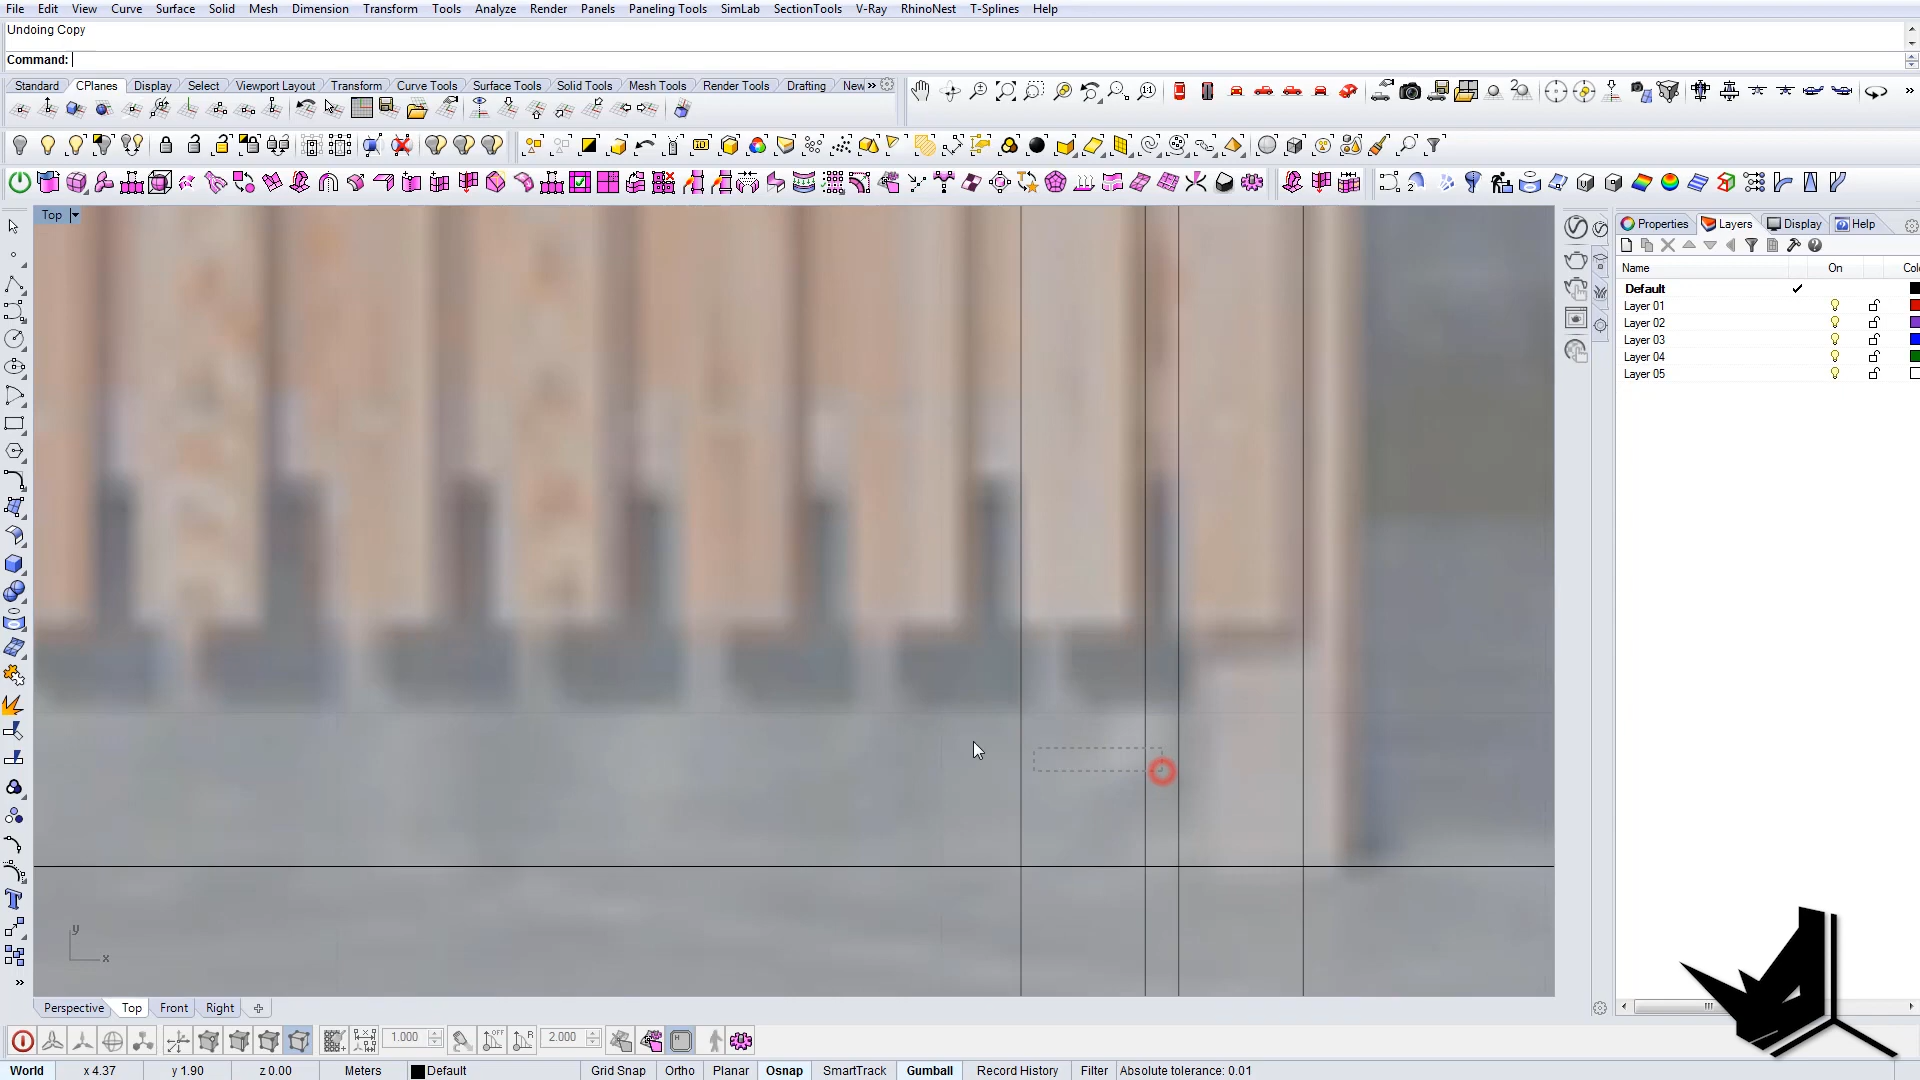 File Edit View Curve Surface Solid Mesh Dimension Transform Tools Analyze Render Panels Paneling Tools SimLab SectionTools V-Ray RhinoNest T-Splines Help
Undoing Copy
Command:
Standard CPlanes Display Select Viewport Layout Transform Curve Tools Surface Tools Solid Tools Mesh Tools Render Tools Drafting New »
Top
Properties Layers Display Help
Name On Colo
Default
Layer 01
Layer 02
Layer 03
Layer 04
Layer 05
y
x
Perspective Top Front Right
1.000 2.000
World x 4.37 y 1.90 z 0.00 Meters Default Grid Snap Ortho Planar Osnap SmartTrack Gumball Record History Filter Absolute tolerance: 0.01